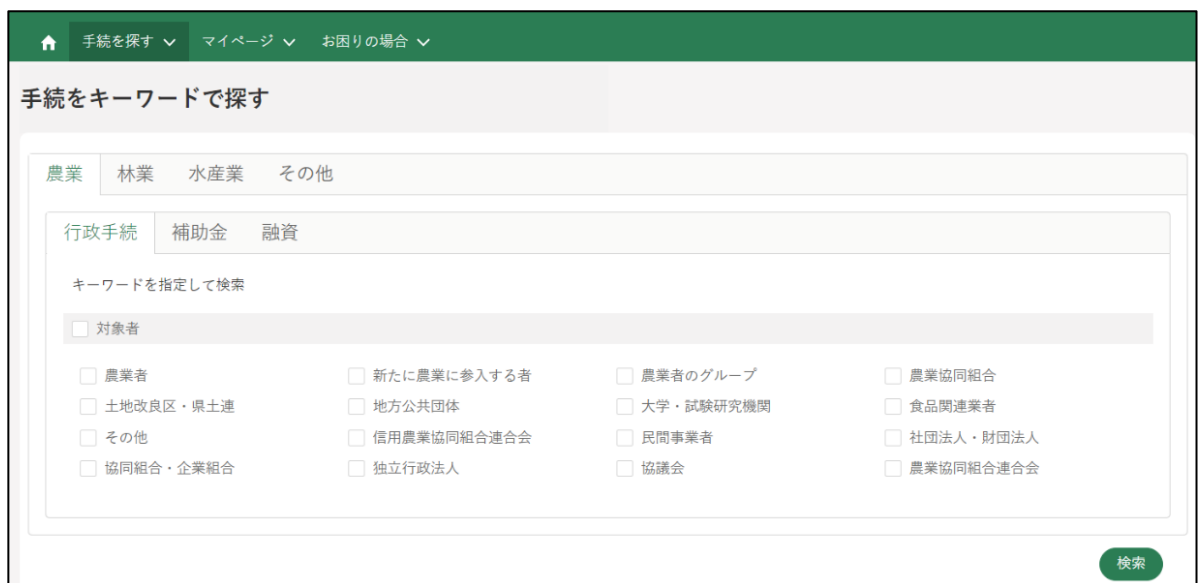 手続を探す マイページ お困りの場合
手続をキーワードで探す
農業 林業 水産業 その他
行政手続 補助金 融資
キーワードを指定して検索
対象者
農業者 新たに農業に参入する者 農業者のグループ 農業協同組合
土地改良区・県土連 地方公共団体 大学・試験研究機関 食品関連業者
その他 信用農業協同組合連合会 民間事業者 社団法人・財団法人
協同組合・企業組合 独立行政法人 協議会 農業協同組合連合会
検索